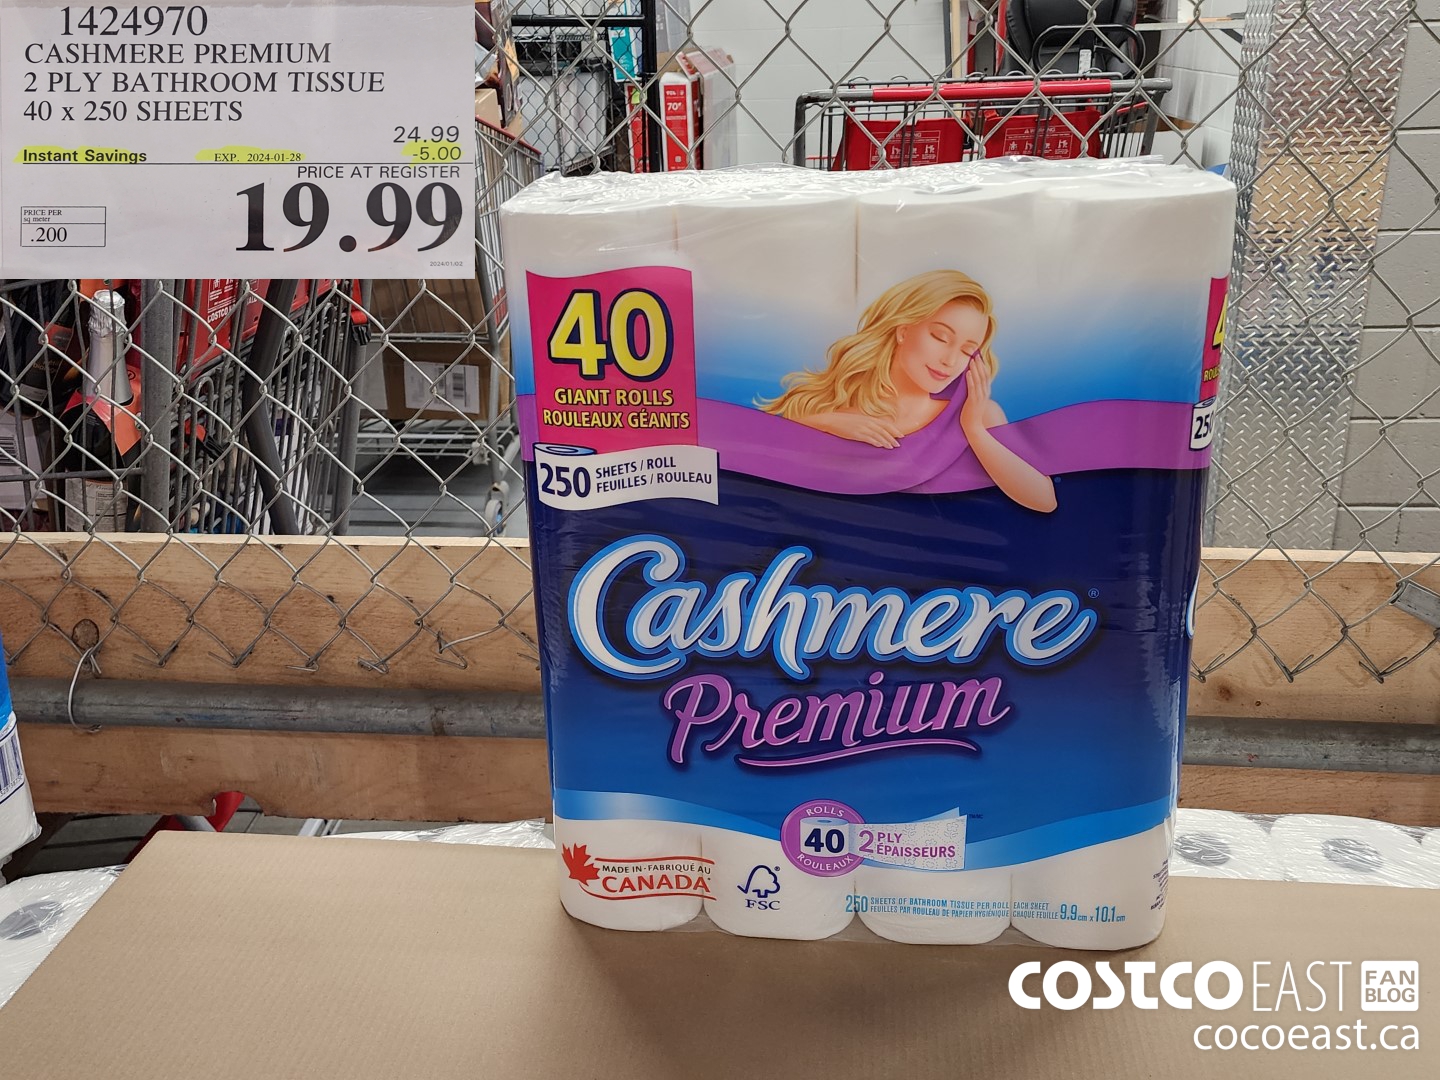 1424970
CASHMERE PREMIUM
2 PLY BATHROOM TISSUE
40 x 250 SHEETS
24.99
Instant Savings EXP. 2024-01-28 -5.00
PRICE AT REGISTER
19.99
PRICE PER
sq meter
.200
2024/01/02
40
GIANT ROLLS
ROULEAUX GÉANTS
250 SHEETS / ROLL
FEUILLES / ROULEAU
Cashmere®
Premium
ROLLS
40
ROULEAUX
2 PLY
ÉPAISSEURS
MADE IN - FABRIQUÉ AU
CANADA
FSC
250 SHEETS OF BATHROOM TISSUE PER ROLL EACH SHEET
FEUILLES PAR ROULEAU DE PAPIER HYGIÉNIQUE CHAQUE FEUILLE 9.9 cm x 10.1 cm
COSTCO EAST FAN BLOG
cocoeast.ca